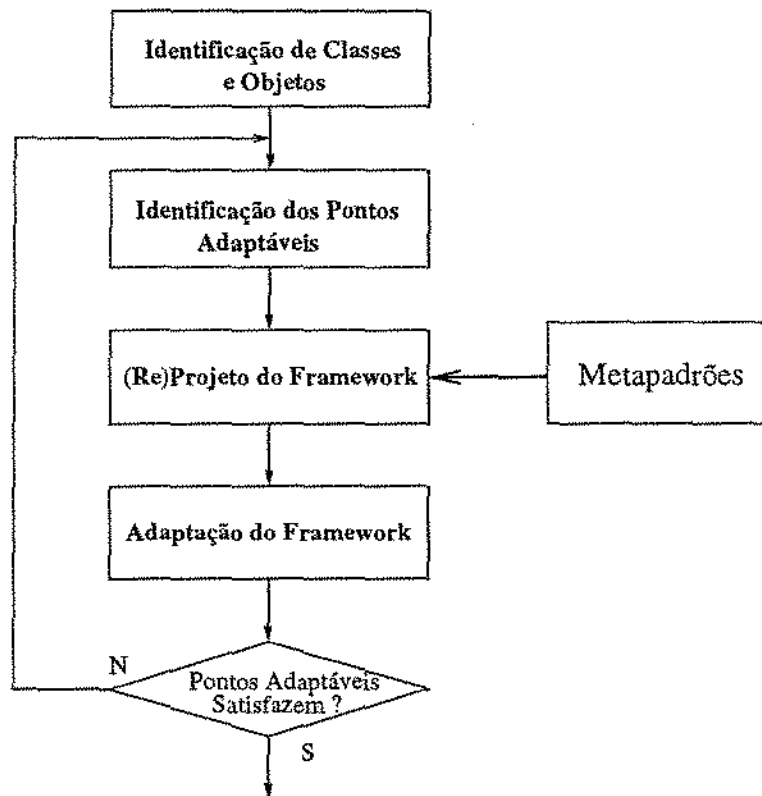 Identificação de Classes
e Objetos
Identificação dos Pontos
Adaptáveis
(Re)Projeto do Framework
Metapadrões
Adaptação do Framework
N
Pontos Adaptáveis
Satisfazem ?
S